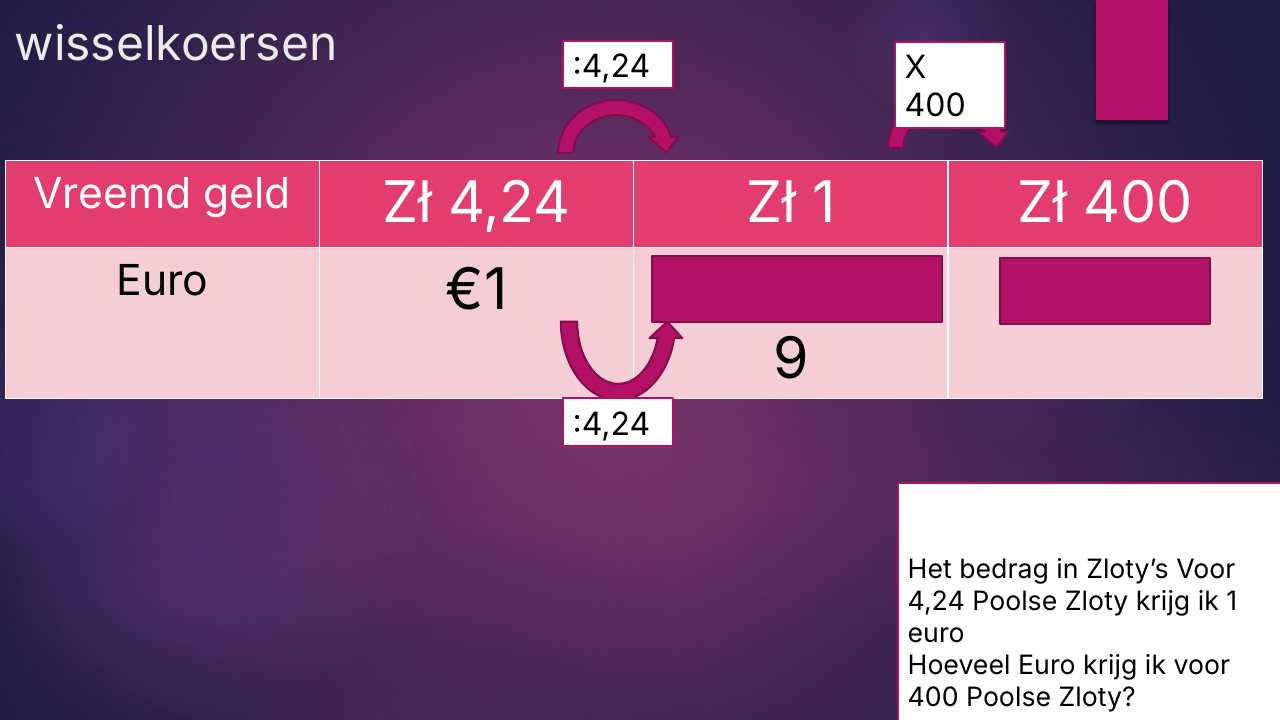 wisselkoersen
:4,24
X
400
Vreemd geld
Zł 4,24
Zł 1
Zł 400
Euro
€1
9
:4,24
Het bedrag in Zloty’s Voor
4,24 Poolse Zloty krijg ik 1
euro
Hoeveel Euro krijg ik voor
400 Poolse Zloty?